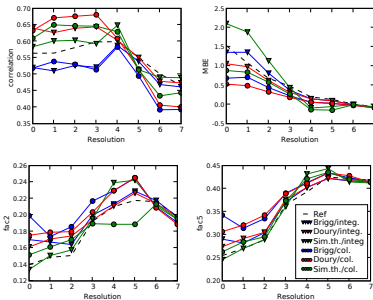 0.70
0.65
0.60
0.55
0.50
0.45
0.40
0.35
correlation
0 1 2 3 4 5 6 7
Resolution
2.5
2.0
1.5
1.0
0.5
0.0
-0.5
MBE
0 1 2 3 4 5 6 7
Resolution
0.26
0.24
0.22
0.20
0.18
0.16
0.14
0.12
fac2
0 1 2 3 4 5 6 7
Resolution
0.45
0.40
0.35
0.30
0.25
0.20
fac5
0 1 2 3 4 5 6 7
Resolution
Ref
Brigg/integ.
Doury/integ.
Sim.th./integ
Brigg/col.
Doury/col.
Sim.th./col.